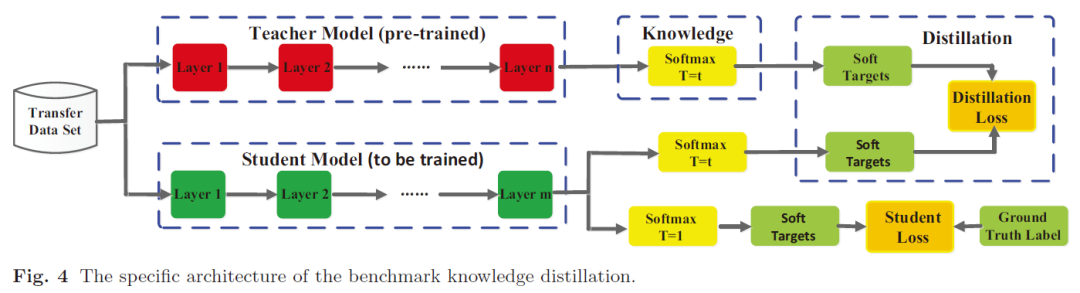 Teacher Model (pre-trained)
Knowledge
Distillation
Transfer
Data Set
Layer 1
Layer 2
......
Layer n
Softmax
T=t
Soft
Targets
Distillation
Loss
Student Model (to be trained)
Layer 1
Layer 2
......
Layer m
Softmax
T=t
Soft
Targets
Softmax
T=1
Soft
Targets
Student
Loss
Ground
Truth Label
Fig. 4 The specific architecture of the benchmark knowledge distillation.